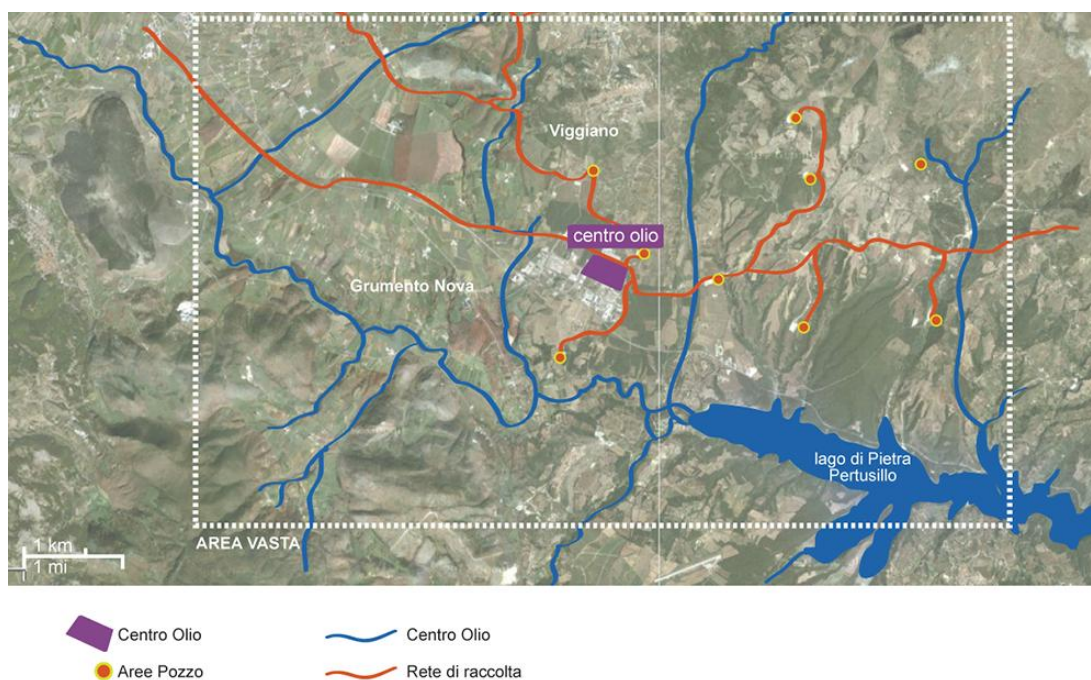 Viggiano
centro olio
Grumento Nova
lago di Pietra
Pertusillo
AREA VASTA
1 km
1 mi
Centro Olio
Centro Olio
Aree Pozzo
Rete di raccolta